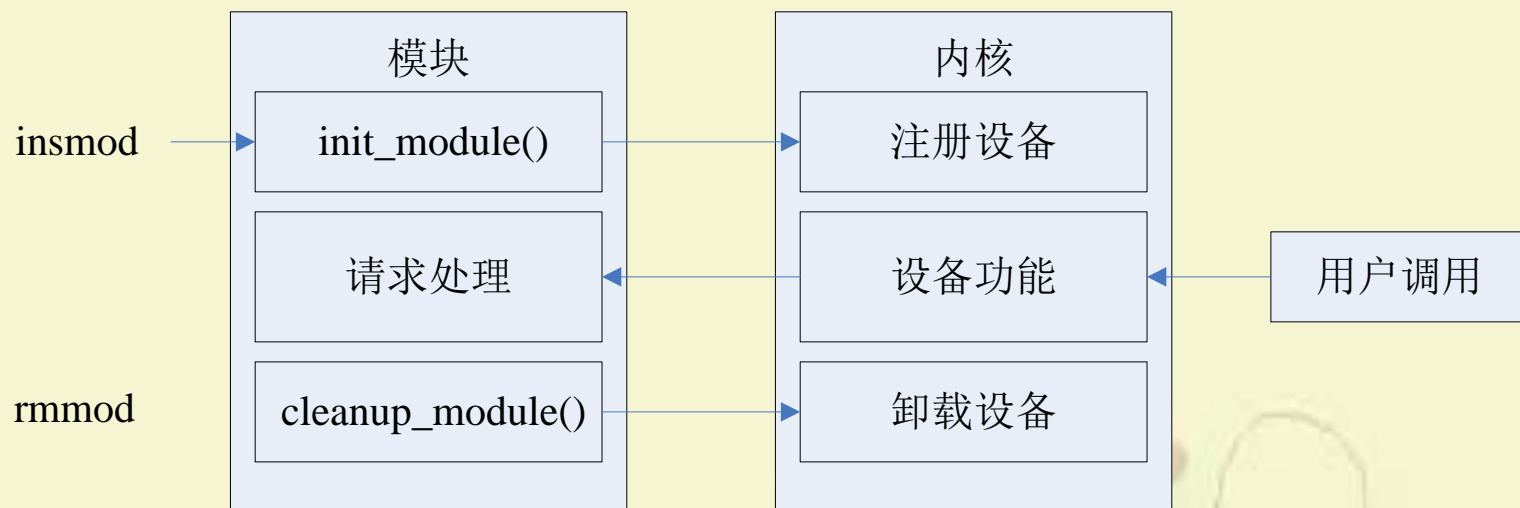 模块
内核
insmod
init_module()
注册设备
请求处理
设备功能
用户调用
rmmod
cleanup_module()
卸载设备